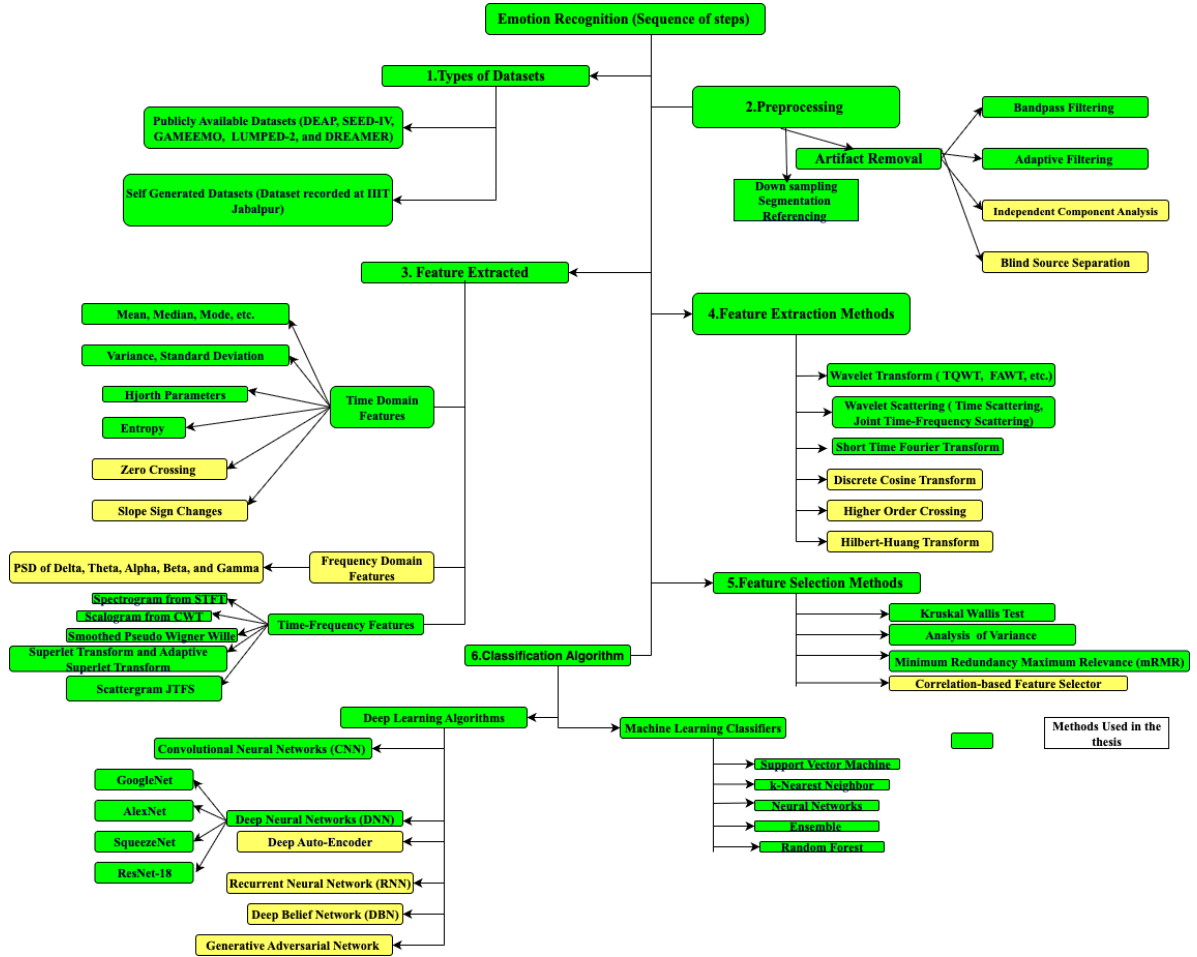 Emotion Recognition (Sequence of steps)
1.Types of Datasets
Publicly Available Datasets (DEAP, SEED-IV,
GAMEEMO, LUMPED-2, and DREAMER)
Self Generated Datasets (Dataset recorded at IIIT
Jabalpur)
2.Preprocessing
Artifact Removal
Down sampling
Segmentation
Referencing
Bandpass Filtering
Adaptive Filtering
Independent Component Analysis
Blind Source Separation
3. Feature Extracted
Mean, Median, Mode, etc.
Variance, Standard Deviation
Hjorth Parameters
Entropy
Zero Crossing
Slope Sign Changes
Time Domain
Features
PSD of Delta, Theta, Alpha, Beta, and Gamma
Frequency Domain
Features
Spectrogram from STFT
Scalogram from CWT
Smoothed Pseudo Wigner Wille
Superlet Transform and Adaptive
Superlet Transform
Scattergram JTFS
Time-Frequency Features
4.Feature Extraction Methods
Wavelet Transform ( TQWT, FAWT, etc.)
Wavelet Scattering ( Time Scattering,
Joint Time-Frequency Scattering)
Short Time Fourier Transform
Discrete Cosine Transform
Higher Order Crossing
Hilbert-Huang Transform
5.Feature Selection Methods
Kruskal Wallis Test
Analysis of Variance
Minimum Redundancy Maximum Relevance (mRMR)
Correlation-based Feature Selector
6.Classification Algorithm
Deep Learning Algorithms
Convolutional Neural Networks (CNN)
GoogleNet
AlexNet
SqueezeNet
ResNet-18
Deep Neural Networks (DNN)
Deep Auto-Encoder
Recurrent Neural Network (RNN)
Deep Belief Network (DBN)
Generative Adversarial Network
Machine Learning Classifiers
Support Vector Machine
k-Nearest Neighbor
Neural Networks
Ensemble
Random Forest
Methods Used in the
thesis